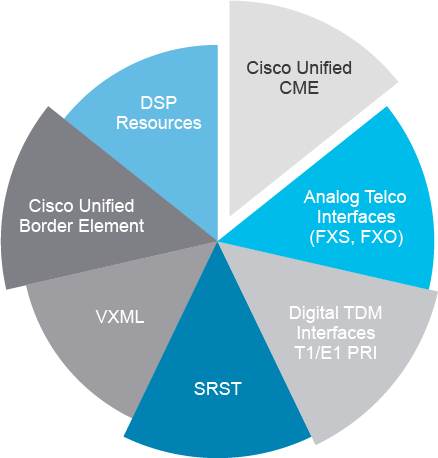 Cisco Unified
CME
DSP
Resources
Analog Telco
Interfaces
(FXS, FXO)
Cisco Unified
Border Element
Digital TDM
Interfaces
T1/E1 PRI
VXML
SRST